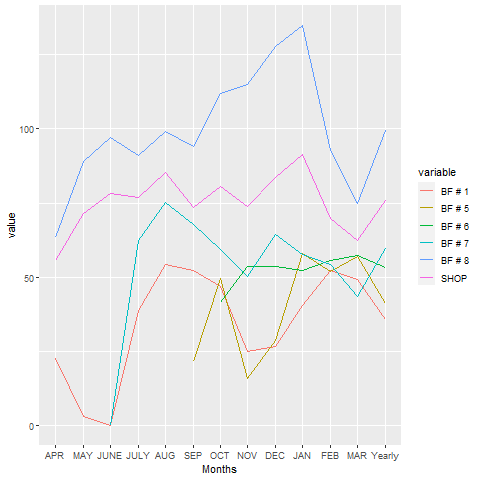 100
50
0
value
APR MAY JUNE JULY AUG SEP OCT NOV DEC JAN FEB MAR Yearly
Months
variable
BF # 1
BF # 5
BF # 6
BF # 7
BF # 8
SHOP